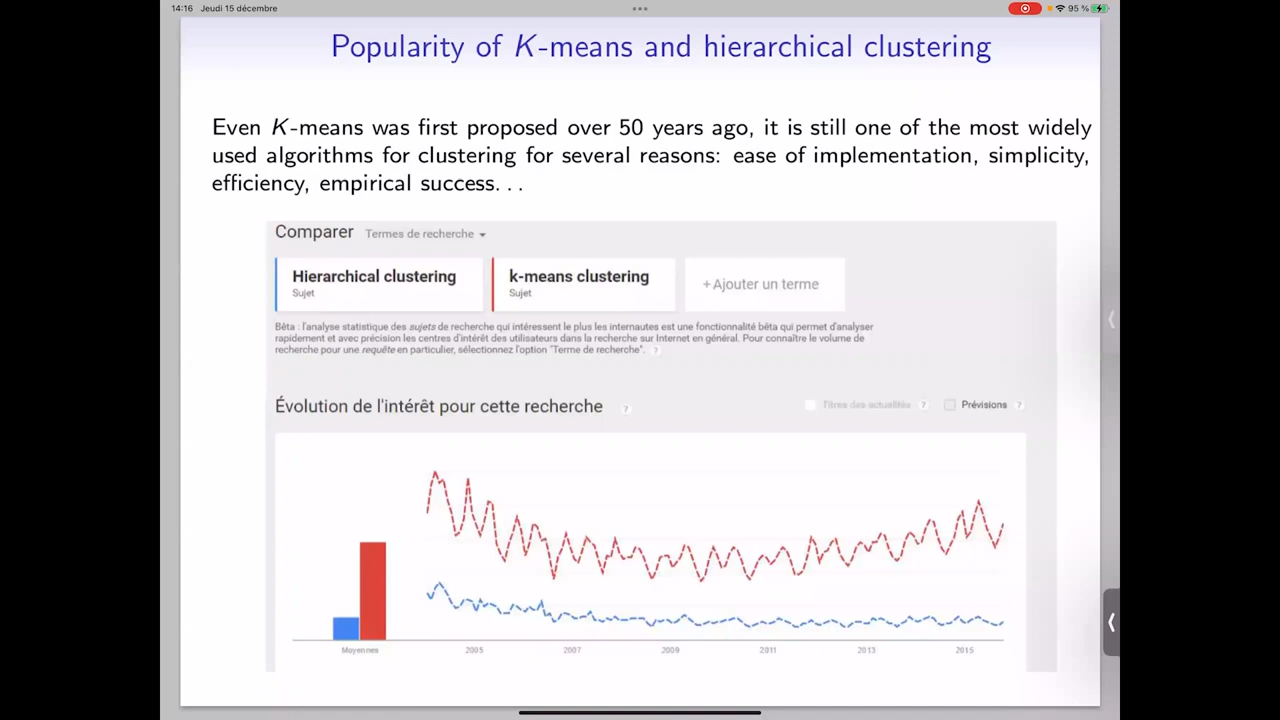 14:16 Jeudi 15 décembre
95 %
Popularity of K-means and hierarchical clustering
Even K-means was first proposed over 50 years ago, it is still one of the most widely
used algorithms for clustering for several reasons: ease of implementation, simplicity,
efficiency, empirical success...
Comparer Termes de recherche
Hierarchical clustering
Sujet
k-means clustering
Sujet
+ Ajouter un terme
Bêta : l'analyse statistique des sujets de recherche qui intéressent le plus les internautes est une fonctionnalité bêta qui permet d'analyser
rapidement et avec précision les centres d'intérêt des utilisateurs dans la recherche sur Internet en général. Pour connaître le volume de
recherche pour une requête en particulier, sélectionnez l'option "Terme de recherche". ?
Évolution de l'intérêt pour cette recherche ?
Titres des actualités ? Prévisions ?
Moyennes 2005 2007 2009 2011 2013 2015